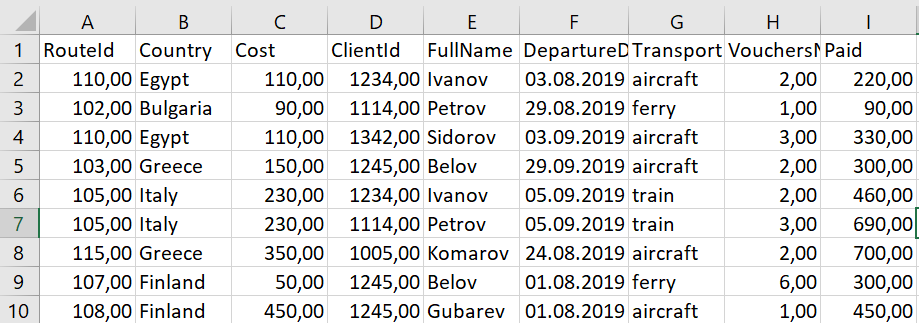 A B C D E F G H I
1 RouteId Country Cost ClientId FullName DepartureD Transport VouchersN Paid
2 110,00 Egypt 110,00 1234,00 Ivanov 03.08.2019 aircraft 2,00 220,00
3 102,00 Bulgaria 90,00 1114,00 Petrov 29.08.2019 ferry 1,00 90,00
4 110,00 Egypt 110,00 1342,00 Sidorov 03.09.2019 aircraft 3,00 330,00
5 103,00 Greece 150,00 1245,00 Belov 29.09.2019 aircraft 2,00 300,00
6 105,00 Italy 230,00 1234,00 Ivanov 05.09.2019 train 2,00 460,00
7 105,00 Italy 230,00 1114,00 Petrov 05.09.2019 train 3,00 690,00
8 115,00 Greece 350,00 1005,00 Komarov 24.08.2019 aircraft 2,00 700,00
9 107,00 Finland 50,00 1245,00 Belov 01.08.2019 ferry 6,00 300,00
10 108,00 Finland 450,00 1245,00 Gubarev 01.08.2019 aircraft 1,00 450,00